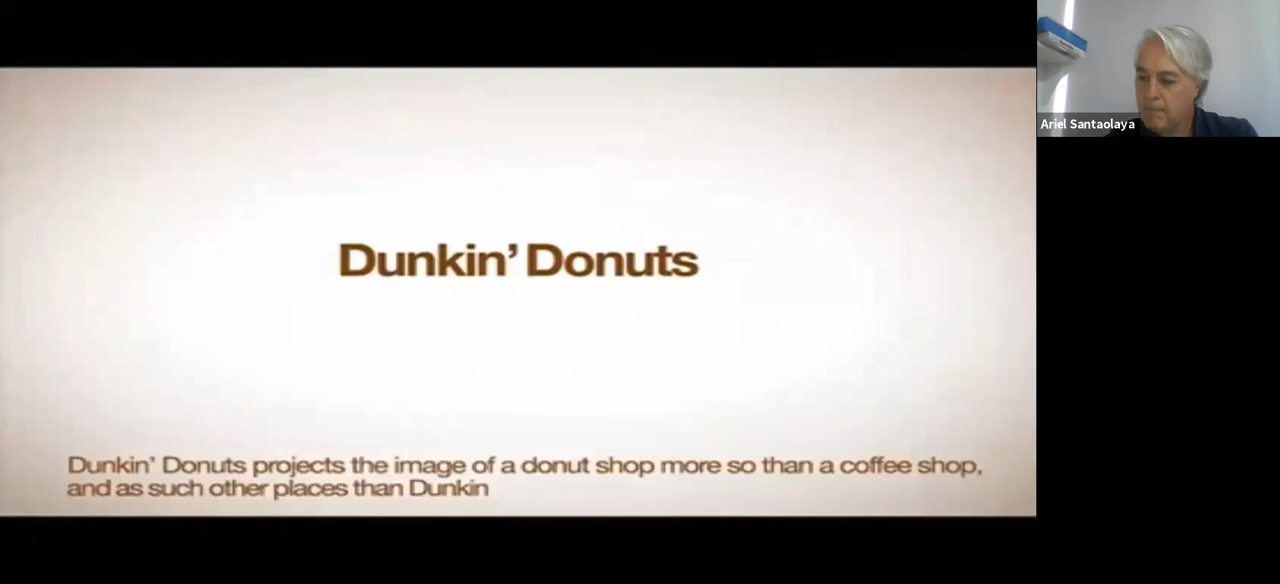 Dunkin’ Donuts
Dunkin’ Donuts projects the image of a donut shop more so than a coffee shop,
and as such other places than Dunkin
Ariel Santaolaya